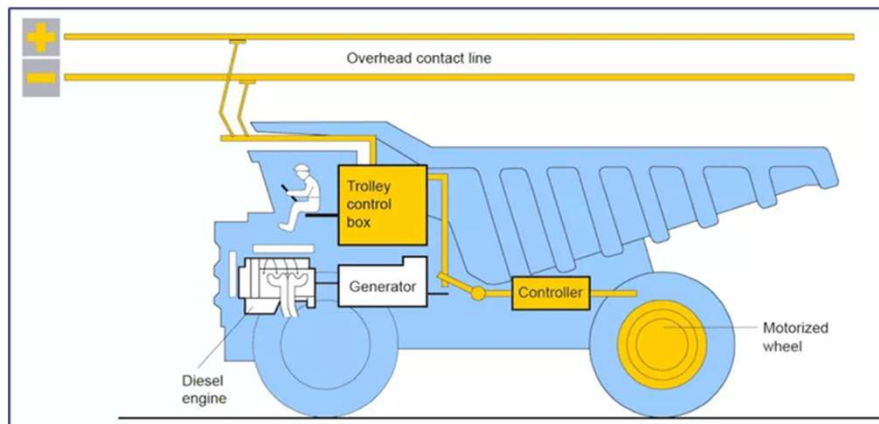 +
Overhead contact line
−
Trolley
control
box
Generator
Controller
Motorized
wheel
Diesel
engine